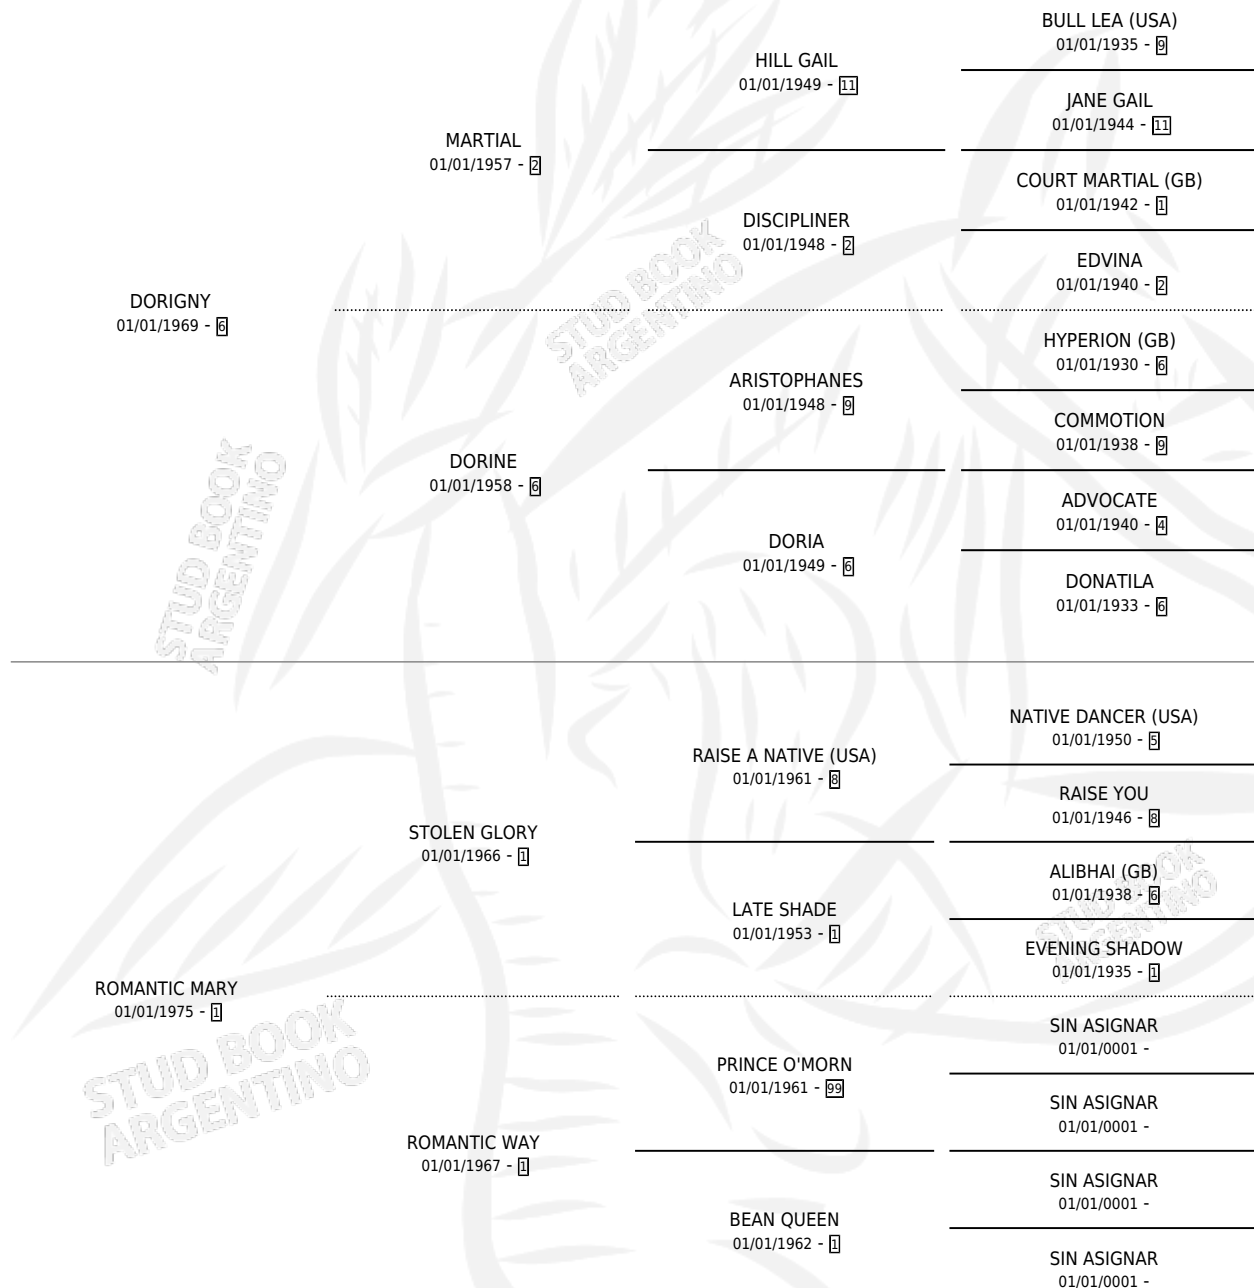 DORIGNY
01/01/1969 - 6
MARTIAL
01/01/1957 - 2
DORINE
01/01/1958 - 6
HILL GAIL
01/01/1949 - 11
DISCIPLINER
01/01/1948 - 2
ARISTOPHANES
01/01/1948 - 9
DORIA
01/01/1949 - 6
BULL LEA (USA)
01/01/1935 - 9
JANE GAIL
01/01/1944 - 11
COURT MARTIAL (GB)
01/01/1942 - 1
EDVINA
01/01/1940 - 2
HYPERION (GB)
01/01/1930 - 6
COMMOTION
01/01/1938 - 9
ADVOCATE
01/01/1940 - 4
DONATILA
01/01/1933 - 6
ROMANTIC MARY
01/01/1975 - 1
STOLEN GLORY
01/01/1966 - 1
ROMANTIC WAY
01/01/1967 - 1
RAISE A NATIVE (USA)
01/01/1961 - 8
LATE SHADE
01/01/1953 - 1
PRINCE O'MORN
01/01/1961 - 99
BEAN QUEEN
01/01/1962 - 1
NATIVE DANCER (USA)
01/01/1950 - 5
RAISE YOU
01/01/1946 - 8
ALIBHAI (GB)
01/01/1938 - 6
EVENING SHADOW
01/01/1935 - 1
SIN ASIGNAR
01/01/0001 -
SIN ASIGNAR
01/01/0001 -
SIN ASIGNAR
01/01/0001 -
SIN ASIGNAR
01/01/0001 -
STUD BOOK
ARGENTINO
STUD BOOK
ARGENTINO
STUD BOOK
ARGENTINO
STUD BOOK
ARGENTINO